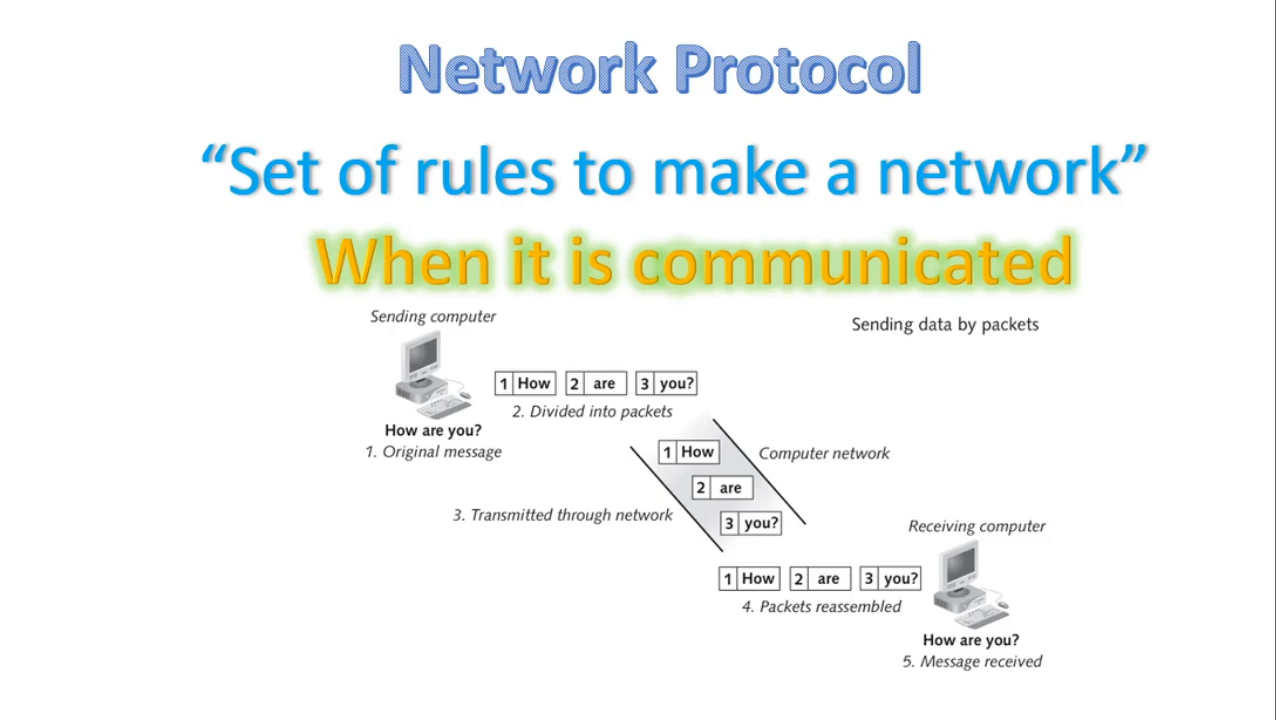 Network Protocol
“Set of rules to make a network”
When it is communicated
Sending computer
Sending data by packets
1 How 2 are 3 you?
2. Divided into packets
How are you?
1. Original message
1 How
Computer network
2 are
3. Transmitted through network
3 you?
Receiving computer
1 How 2 are 3 you?
4. Packets reassembled
How are you?
5. Message received